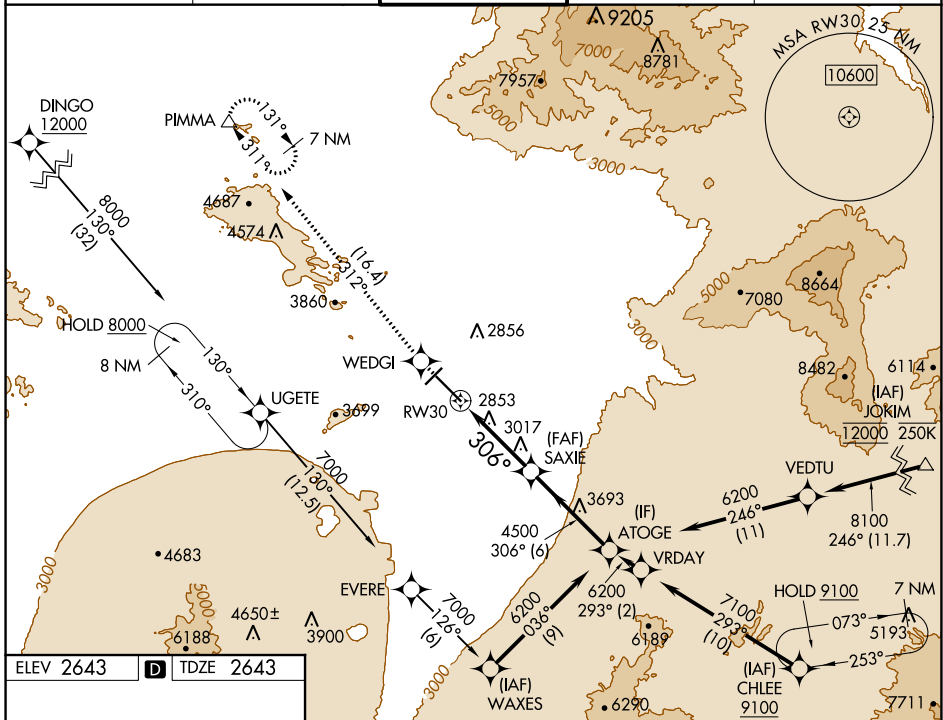 9205
7000
8781
7957
5000
3000
MSA RW30 25 NM
10600
DINGO
12000
8000
130°
(32)
PIMMA
131°
311°
7 NM
4687
4574
(16.4)
312°
3860
HOLD 8000
8 NM
130°
310°
UGETE
3699
7000
130°
(12.5)
WEDGI
2856
RW30
2853
3017
306°
(FAF)
SAXIE
3693
4500
306° (6)
(IF)
ATOGE
VRDAY
6200
293° (2)
5000
7080
8664
3000
8482
6114
(IAF)
JOKIM
12000 250K
VEDTU
6200
246°
(11)
8100
246° (11.7)
HOLD 9100
7 NM
073°
5193
253°
7100
293°
(10)
(IAF)
CHLEE
9100
6189
6290
7711
3000
4683
5000
6188
4650±
3900
EVERE
7000
126°
(6)
6200
036°
(9)
(IAF)
WAXES
3000
ELEV 2643 D TDZE 2643